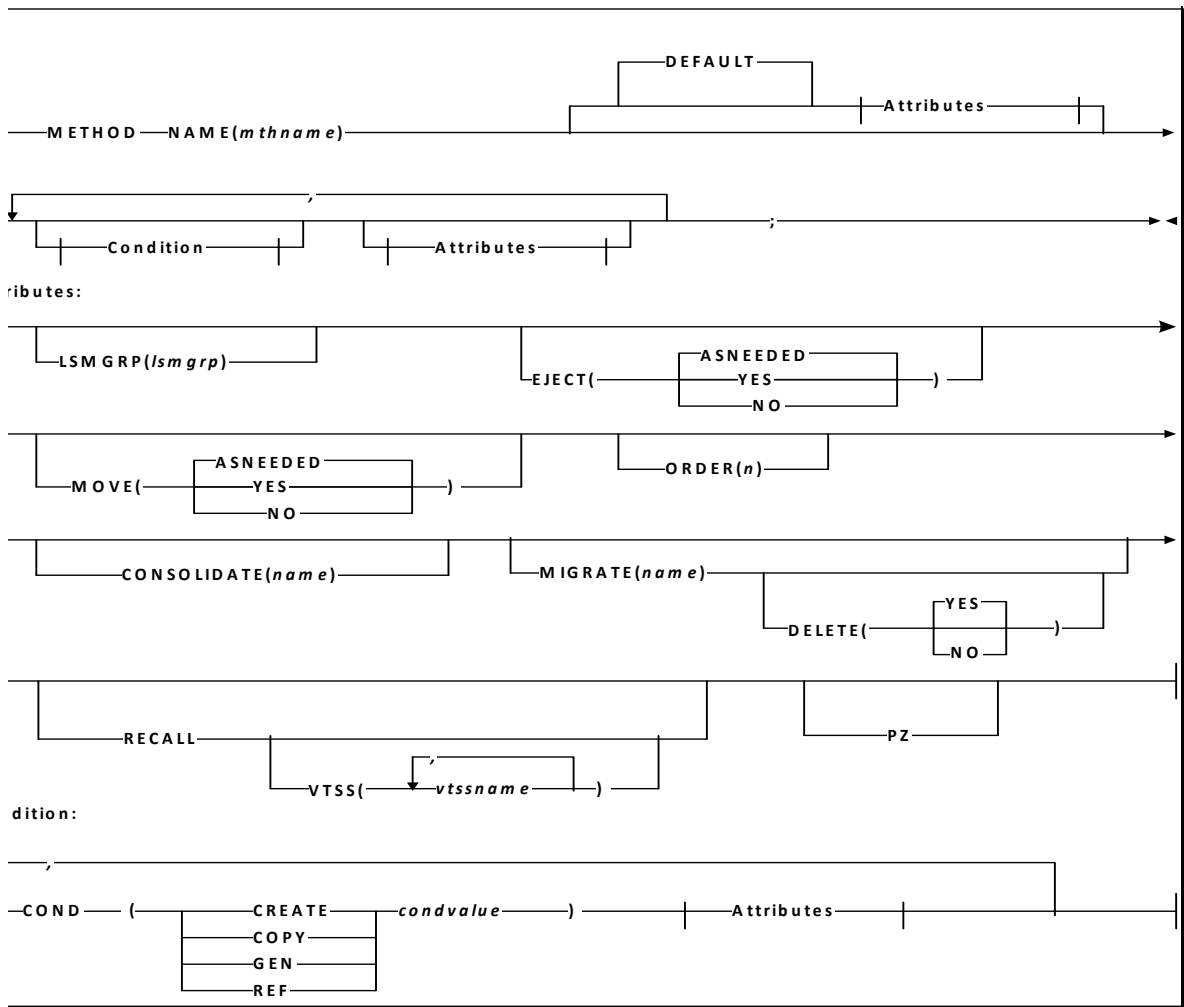 DEFAULT
Attributes
METHOD NAME(mthname)
,
;
Condition Attributes
ributes:
LSMGRP(lsmgrp)
ASNEEDED
EJECT( YES )
NO
ASNEEDED
ORDER(n)
MOVE( YES )
NO
CONSOLIDATE(name) MIGRATE(name)
YES
DELETE( )
NO
RECALL PZ
,
VTSS( vtssname )
dition:
,
COND ( CREATE condvalue ) Attributes
COPY
GEN
REF